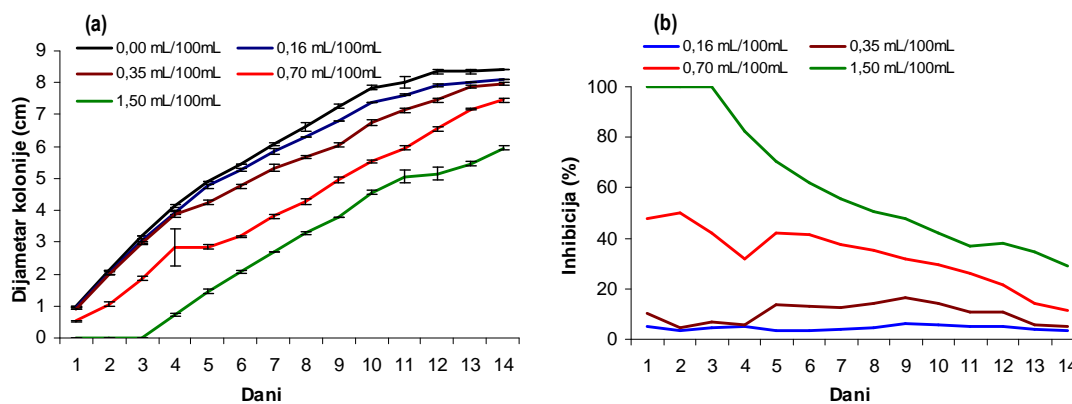 (a)
0,00 mL/100mL 0,16 mL/100mL
0,35 mL/100mL 0,70 mL/100mL
1,50 mL/100mL
Dijametar kolonije (cm)
9
8
7
6
5
4
3
2
1
0
1 2 3 4 5 6 7 8 9 10 11 12 13 14
Dani
(b)
0,16 mL/100mL 0,35 mL/100mL
0,70 mL/100mL 1,50 mL/100mL
Inhibicija (%)
100
80
60
40
20
0
1 2 3 4 5 6 7 8 9 10 11 12 13 14
Dani